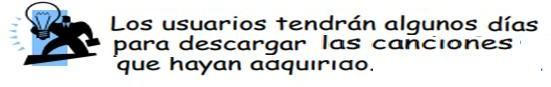 Los usuarios tendrán algunos días
para descargar las canciones
que hayan adquirido.